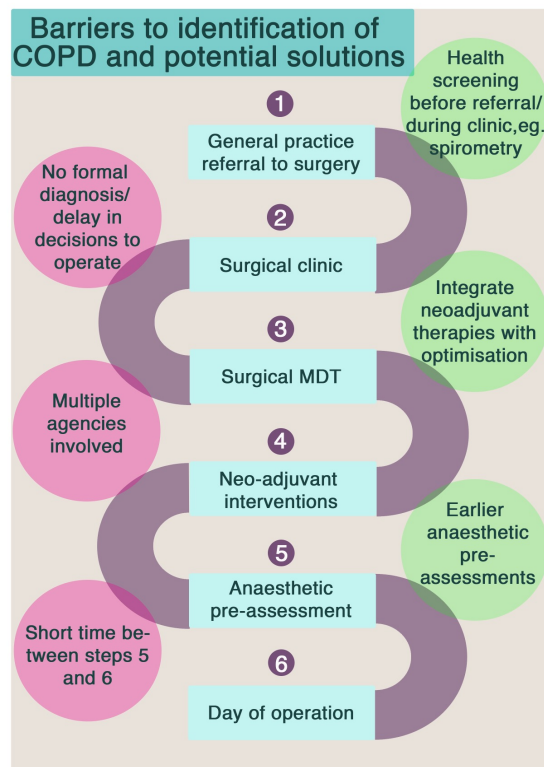 Barriers to identification of
COPD and potential solutions
Health
screening
before referral/
during clinic,eg.
spirometry
1
General practice
referral to surgery
No formal
diagnosis/
delay in
decisions to
operate
2
Surgical clinic
Integrate
neoadjuvant
therapies with
optimisation
3
Surgical MDT
Multiple
agencies
involved
4
Neo-adjuvant
interventions
Earlier
anaesthetic
pre-
assessments
5
Anaesthetic
pre-assessment
Short time be-
tween steps 5
and 6
6
Day of operation